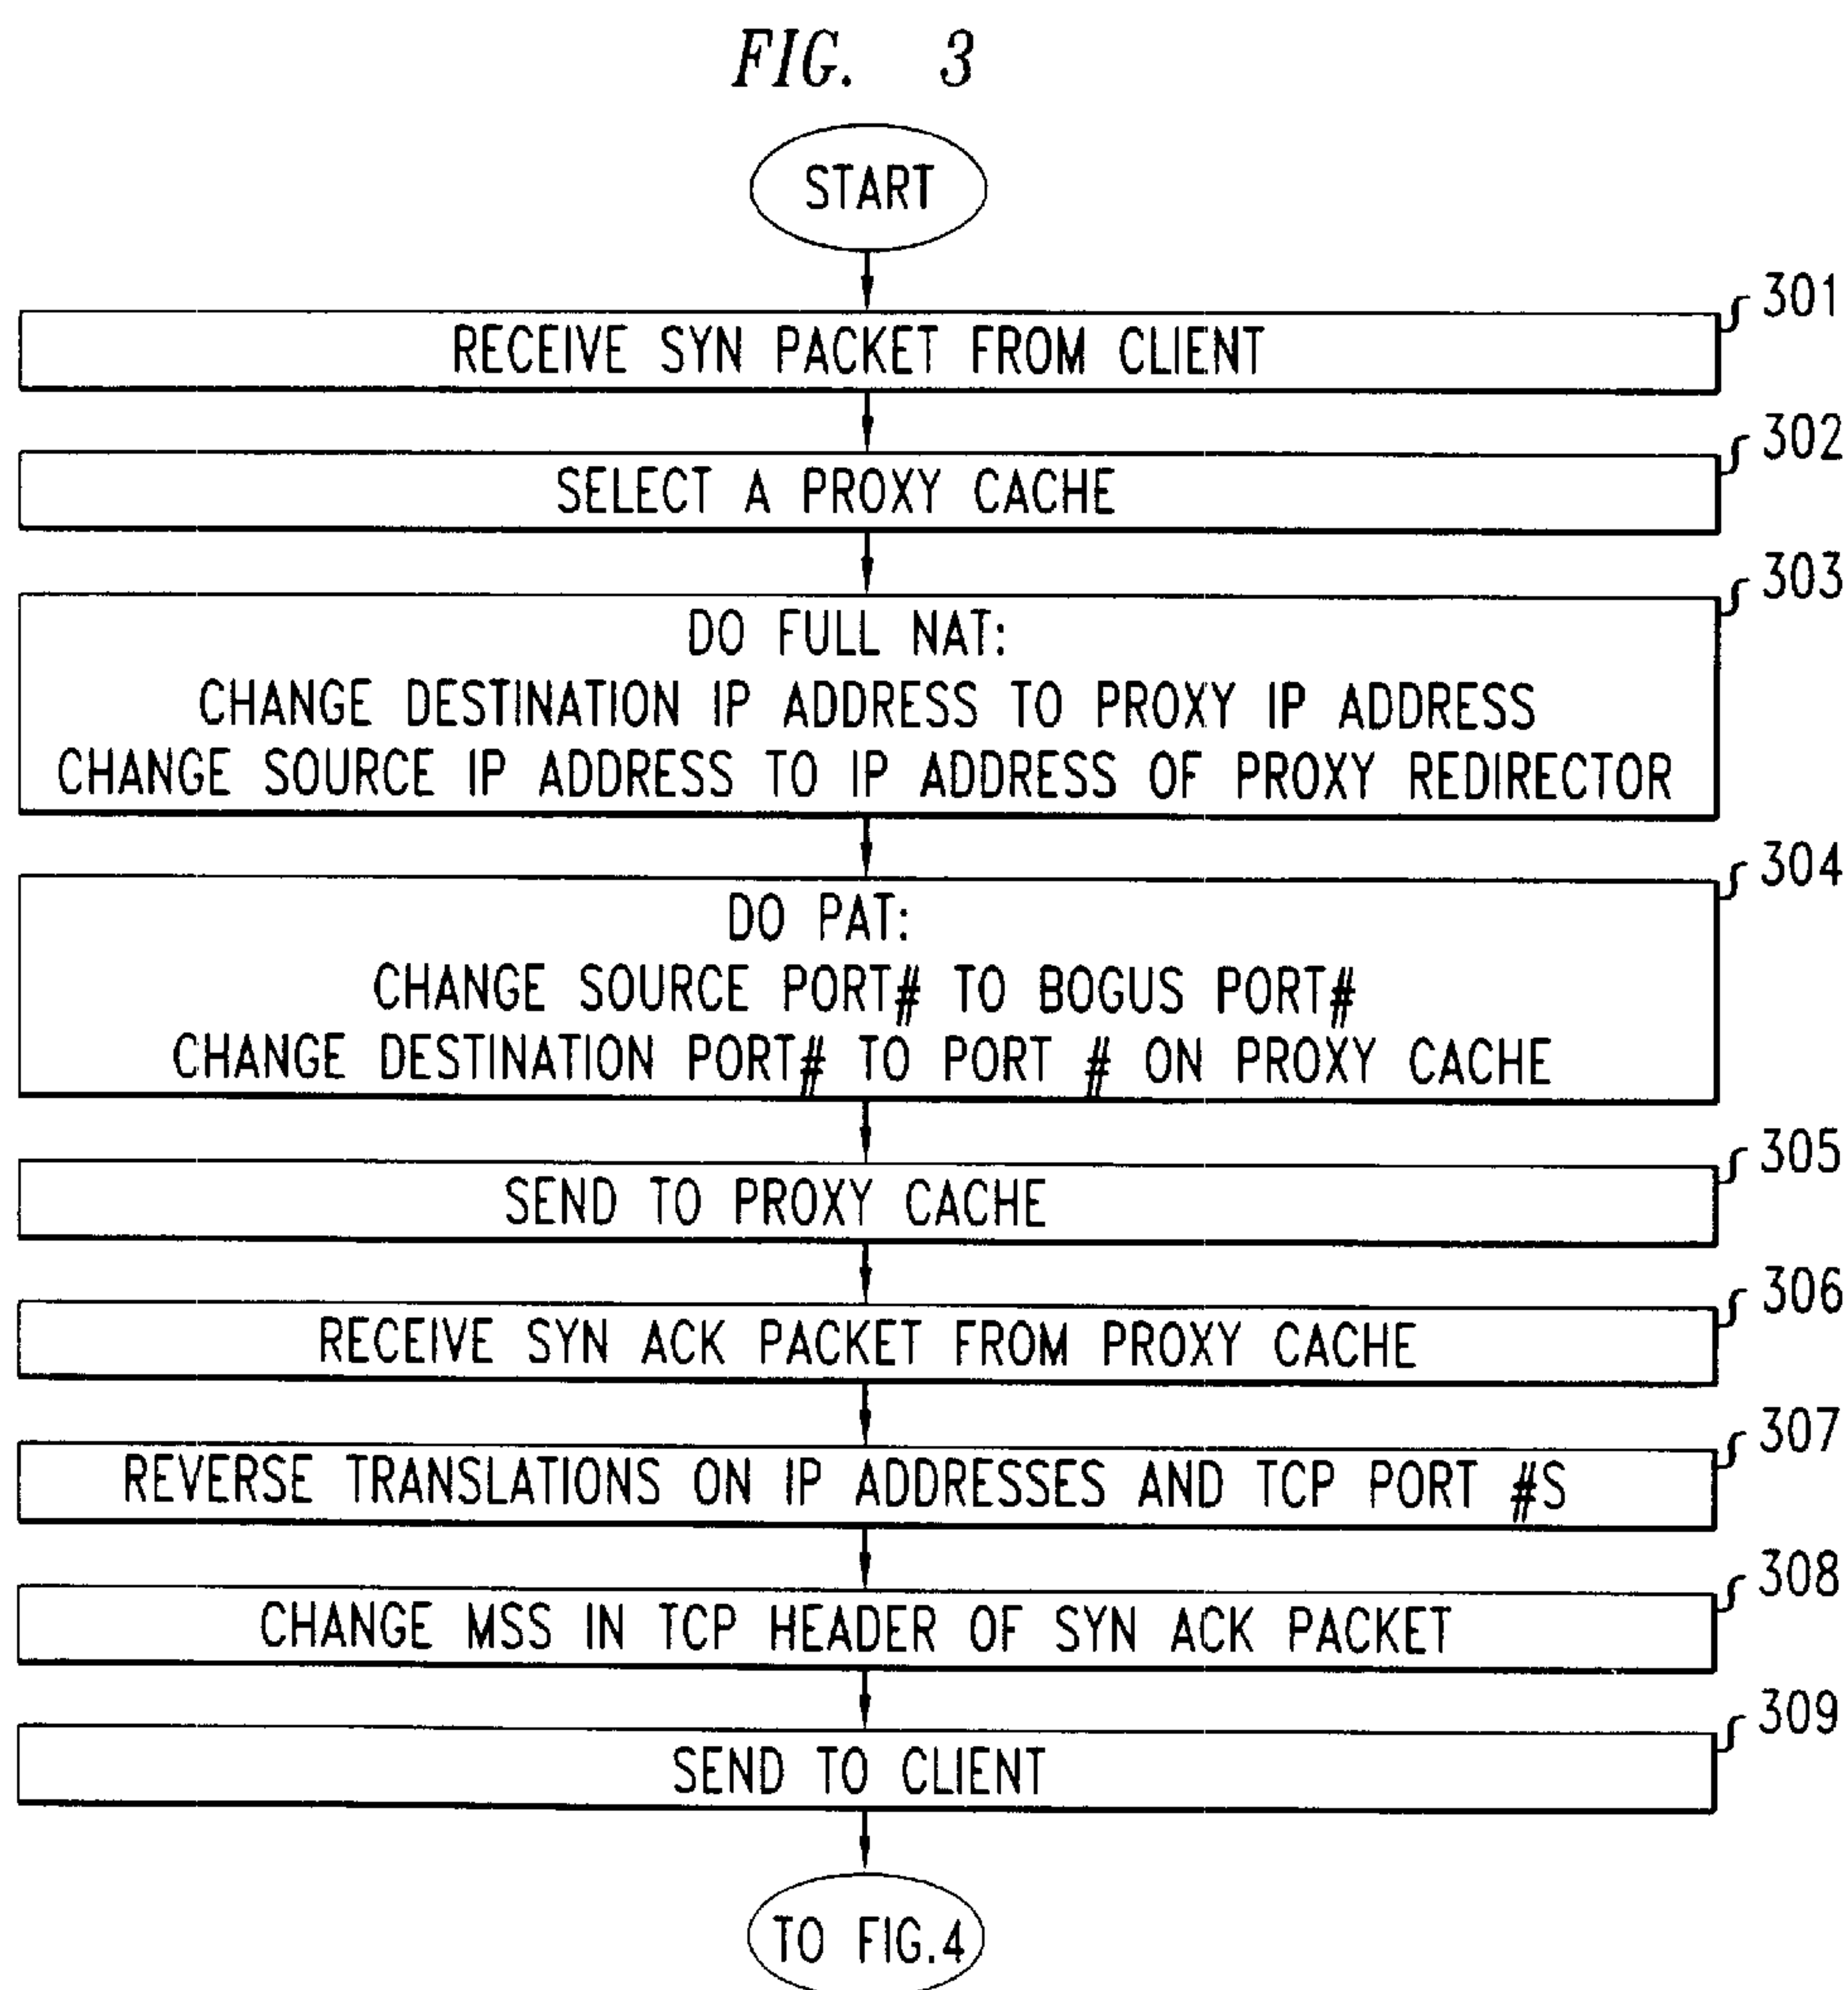 FIG. 3
START
301
RECEIVE SYN PACKET FROM CLIENT
302
SELECT A PROXY CACHE
303
DO FULL NAT:
CHANGE DESTINATION IP ADDRESS TO PROXY IP ADDRESS
CHANGE SOURCE IP ADDRESS TO IP ADDRESS OF PROXY REDIRECTOR
304
DO PAT:
CHANGE SOURCE PORT# TO BOGUS PORT#
CHANGE DESTINATION PORT# TO PORT # ON PROXY CACHE
305
SEND TO PROXY CACHE
306
RECEIVE SYN ACK PACKET FROM PROXY CACHE
307
REVERSE TRANSLATIONS ON IP ADDRESSES AND TCP PORT #S
308
CHANGE MSS IN TCP HEADER OF SYN ACK PACKET
309
SEND TO CLIENT
TO FIG.4